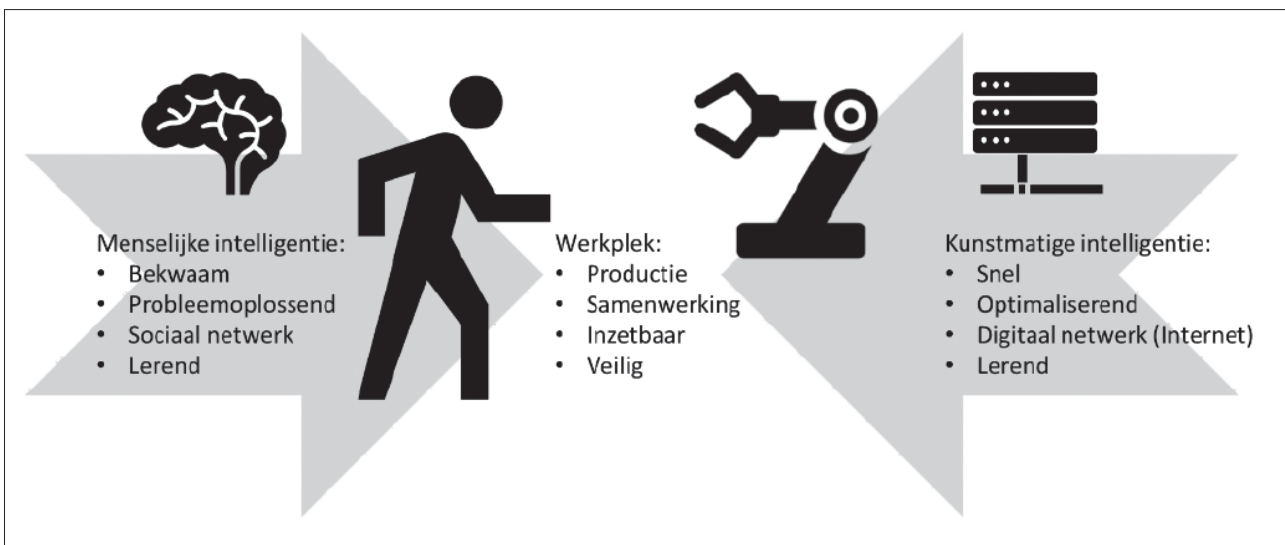 Menselijke intelligentie:
• Bekwaam
• Probleemoplossend
• Sociaal netwerk
• Lerend
Werkplek:
• Productie
• Samenwerking
• Inzetbaar
• Veilig
Kunstmatige intelligentie:
• Snel
• Optimaliserend
• Digitaal netwerk (Internet)
• Lerend